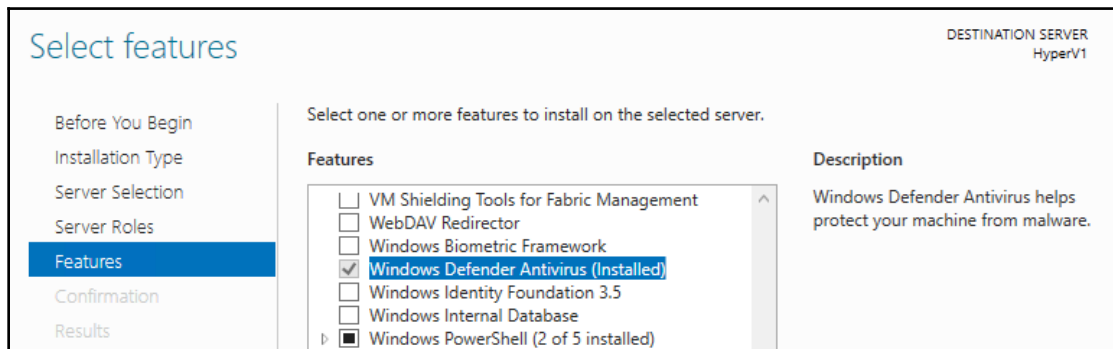 Select features
DESTINATION SERVER
HyperV1
Before You Begin
Installation Type
Server Selection
Server Roles
Features
Confirmation
Results
Select one or more features to install on the selected server.
Features
VM Shielding Tools for Fabric Management
WebDAV Redirector
Windows Biometric Framework
Windows Defender Antivirus (Installed)
Windows Identity Foundation 3.5
Windows Internal Database
Windows PowerShell (2 of 5 installed)
Description
Windows Defender Antivirus helps
protect your machine from malware.